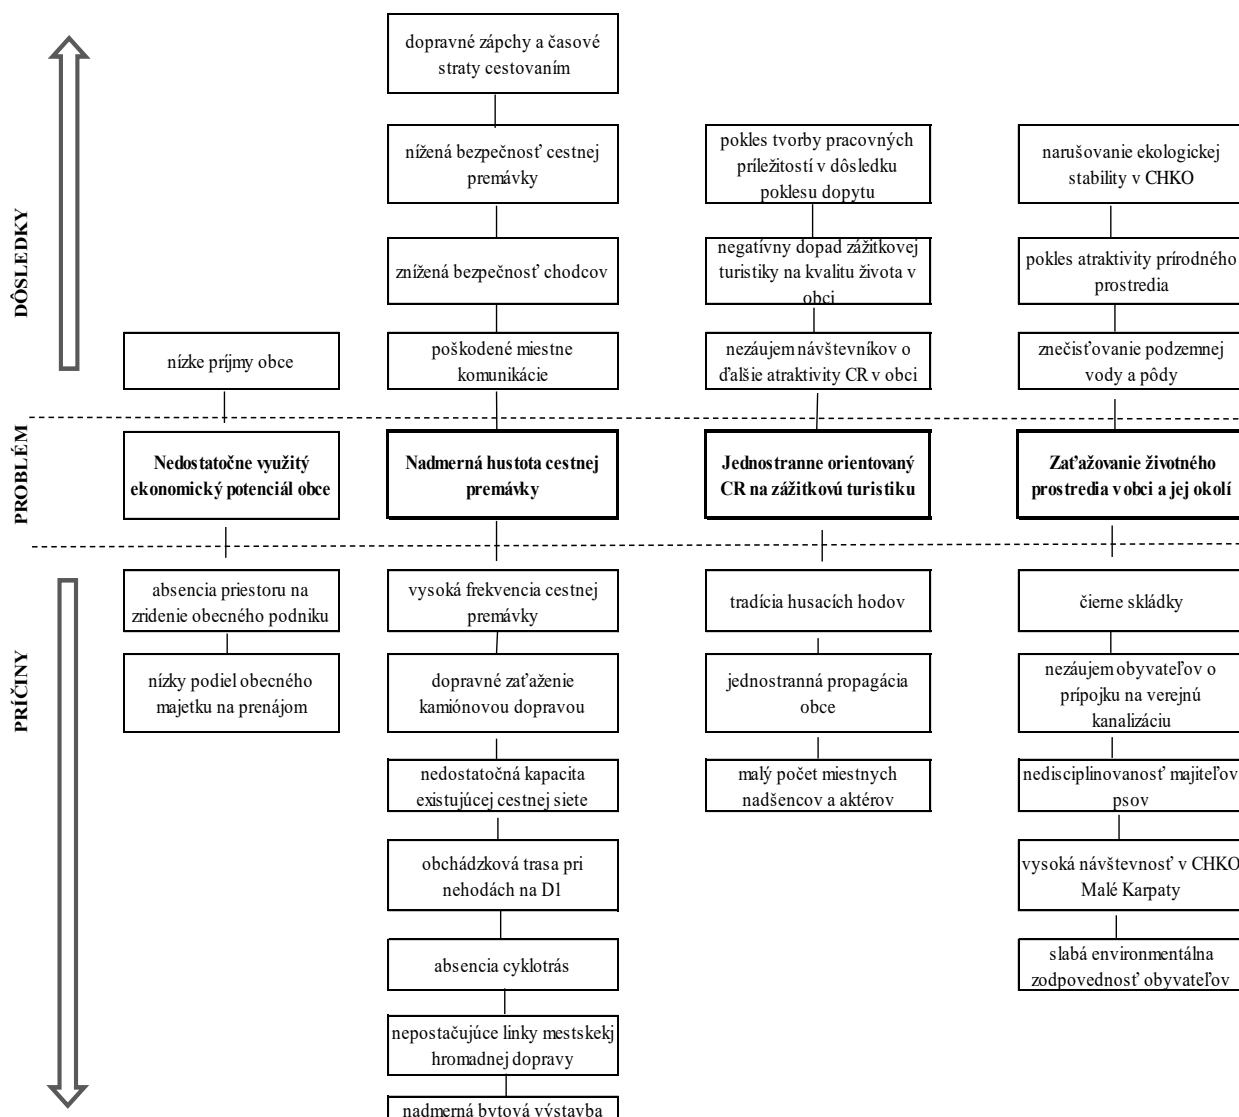 DÔSLEDKY
dopravné zápchy a časové
straty cestovaním
nížená bezpečnosť cestnej
premávky
pokles tvorby pracovných
príležitostí v dôsledku
poklesu dopytu
narušovanie ekologickej
stability v CHKO
znížená bezpečnosť chodcov
negatívny dopad zážitkovej
turistiky na kvalitu života v
obci
pokles atraktivity prírodného
prostredia
nízke príjmy obce
poškodené miestne
komunikácie
nezáujem návštevníkov o
ďalšie atraktivity CR v obci
znečisťovanie podzemnej
vody a pôdy
PROBLÉM
Nedostatočne využitý
ekonomický potenciál obce
Nadmerná hustota cestnej
premávky
Jednostranne orientovaný
CR na zážitkovú turistiku
Zaťažovanie životného
prostredia v obci a jej okolí
PRÍČINY
absencia priestoru na
zridenie obecného podniku
vysoká frekvencia cestnej
premávky
tradícia husacích hodov
čierne skládky
nízky podiel obecného
majetku na prenájom
dopravné zaťaženie
kamiónovou dopravou
jednostranná propagácia
obce
nezáujem obyvateľov o
prípojku na verejnú
kanalizáciu
nedostatočná kapacita
existujúcej cestnej siete
malý počet miestnych
nadšencov a aktérov
nedisciplinovanosť majiteľov
psov
obchádzková trasa pri
nehodách na D1
vysoká návštevnosť v CHKO
Malé Karpaty
absencia cyklotrás
slabá environmentálna
zodpovednosť obyvateľov
nepostačujúce linky mestskekj
hromadnej dopravy
nadmerná bytová výstavba